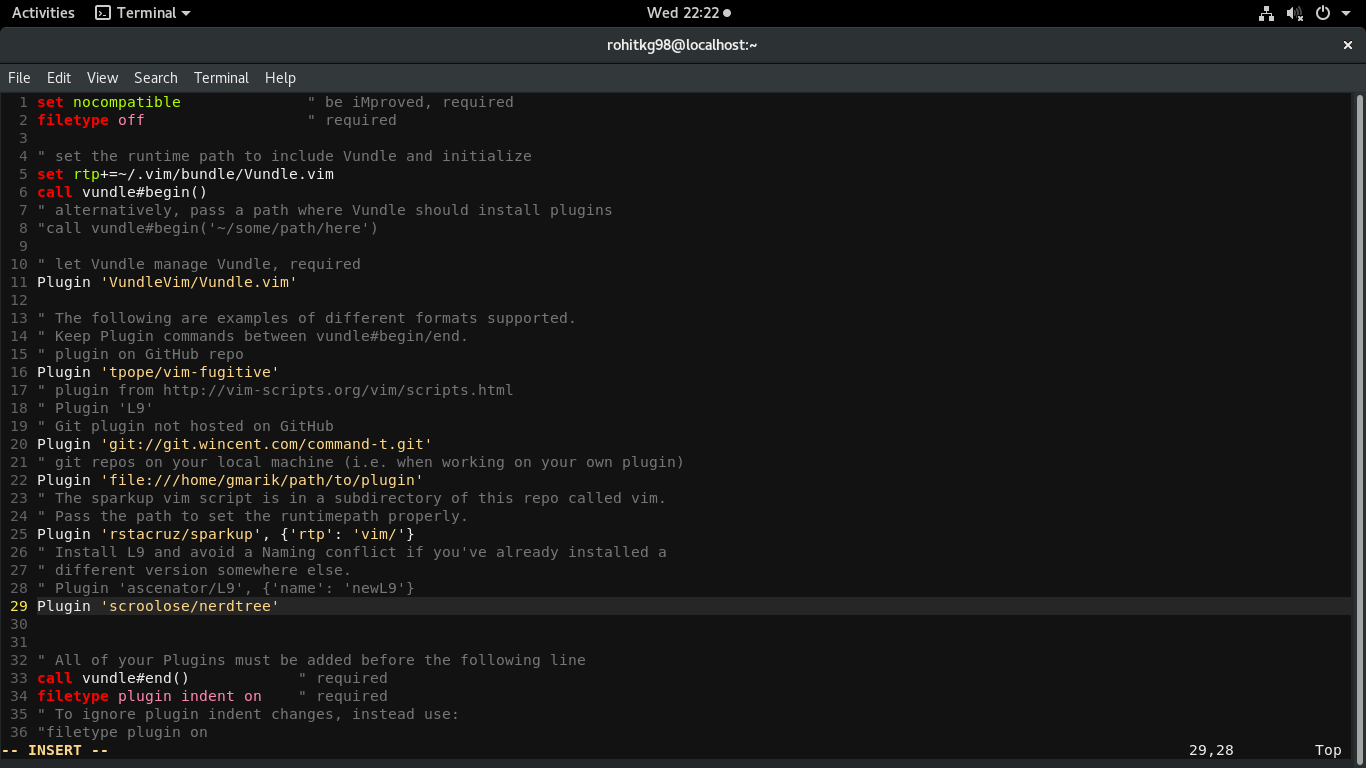 Activities Terminal Wed 22:22
rohitkg98@localhost:~ ×
File Edit View Search Terminal Help
1 set nocompatible              " be iMproved, required
2 filetype off                  " required
3
4 " set the runtime path to include Vundle and initialize
5 set rtp+=~/.vim/bundle/Vundle.vim
6 call vundle#begin()
7 " alternatively, pass a path where Vundle should install plugins
8 "call vundle#begin('~/some/path/here')
9
10 " let Vundle manage Vundle, required
11 Plugin 'VundleVim/Vundle.vim'
12
13 " The following are examples of different formats supported.
14 " Keep Plugin commands between vundle#begin/end.
15 " plugin on GitHub repo
16 Plugin 'tpope/vim-fugitive'
17 " plugin from http://vim-scripts.org/vim/scripts.html
18 " Plugin 'L9'
19 " Git plugin not hosted on GitHub
20 Plugin 'git://git.wincent.com/command-t.git'
21 " git repos on your local machine (i.e. when working on your own plugin)
22 Plugin 'file:///home/gmarik/path/to/plugin'
23 " The sparkup vim script is in a subdirectory of this repo called vim.
24 " Pass the path to set the runtimepath properly.
25 Plugin 'rstacruz/sparkup', {'rtp': 'vim/'}
26 " Install L9 and avoid a Naming conflict if you've already installed a
27 " different version somewhere else.
28 " Plugin 'ascenator/L9', {'name': 'newL9'}
29 Plugin 'scroolose/nerdtree'
30
31
32 " All of your Plugins must be added before the following line
33 call vundle#end()            " required
34 filetype plugin indent on    " required
35 " To ignore plugin indent changes, instead use:
36 "filetype plugin on
-- INSERT -- 29,28 Top